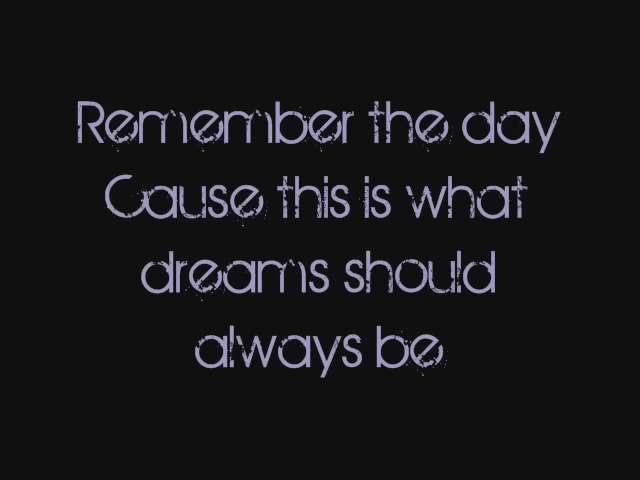 Remember the day
Cause this is what
dreams should
always be